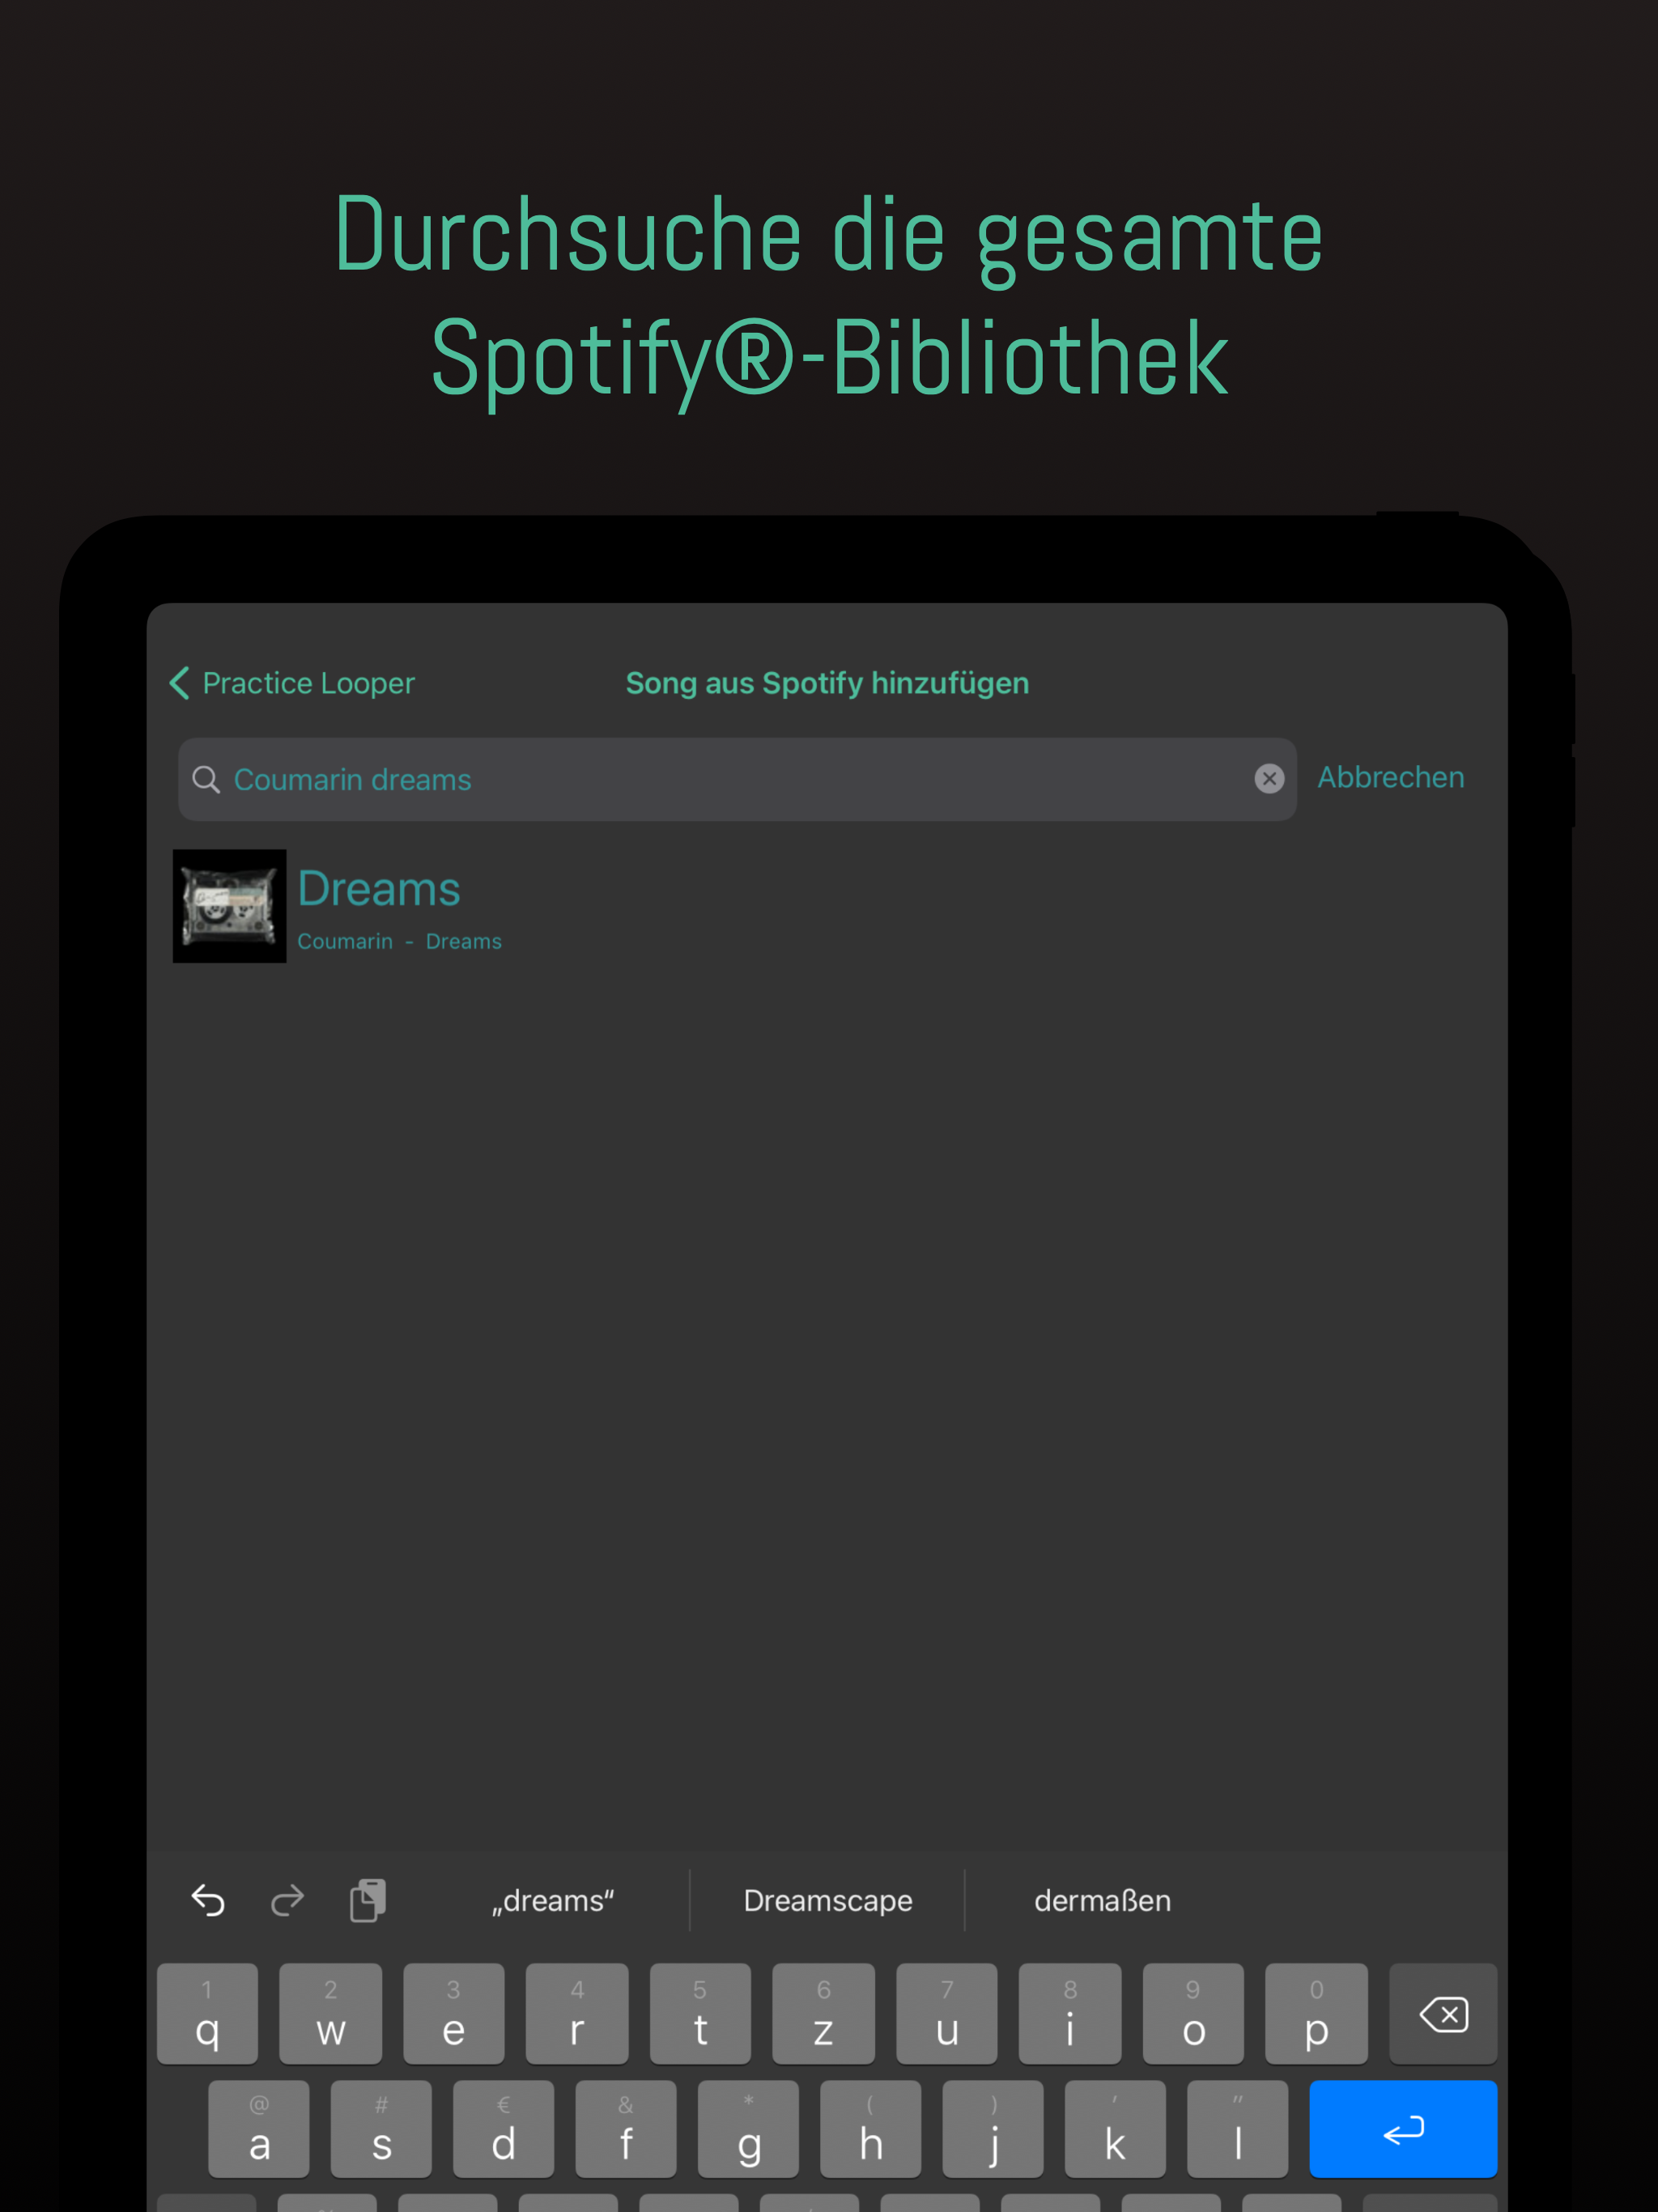 Durchsuche die gesamte
Spotify®-Bibliothek
Practice Looper
Song aus Spotify hinzufügen
Coumarin dreams
Abbrechen
Dreams
Coumarin - Dreams
„dreams“
Dreamscape
dermaßen
1 2 3 4 5 6 7 8 9 0
q w e r t z u i o p
@ # € & * ( ) ’ ”
a s d f g h j k l